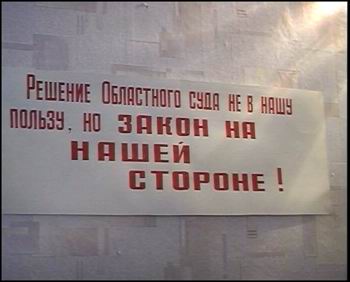 Решение Областного суда не в нашу
пользу, но ЗАКОН НА
НАШЕЙ
СТОРОНЕ!